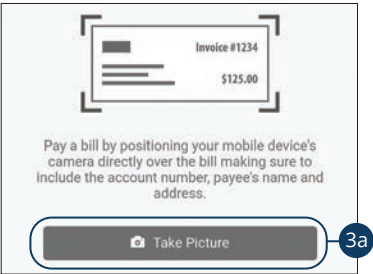 Invoice #1234
$125.00
Pay a bill by positioning your mobile device's
camera directly over the bill making sure to
include the account number, payee's name and
address.
Take Picture
3a